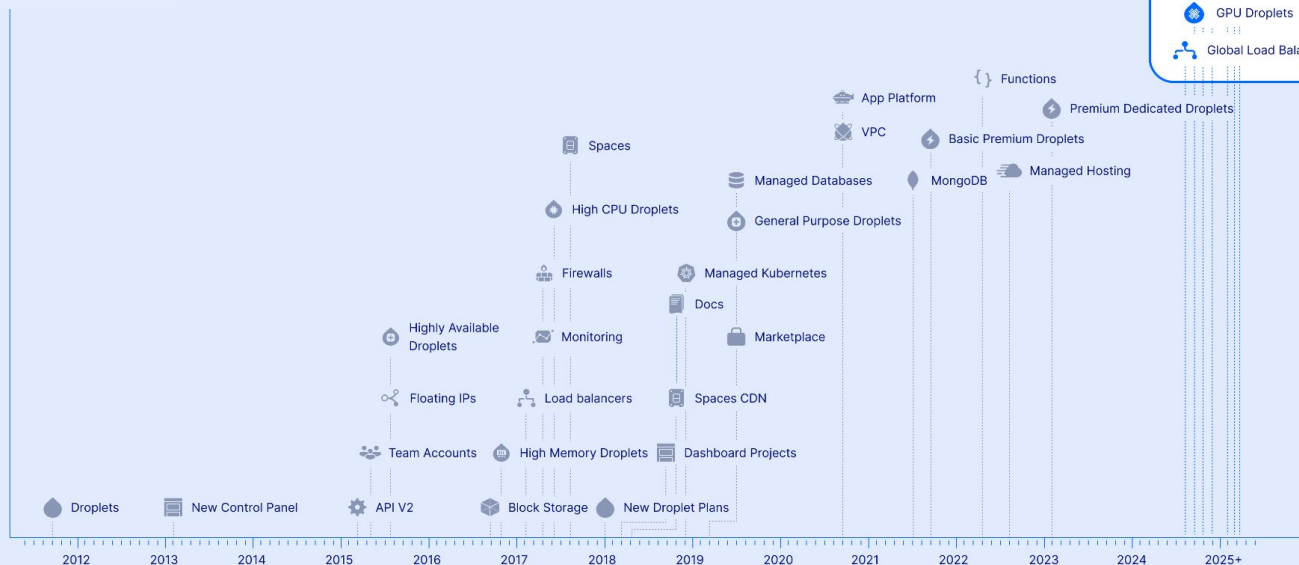 GPU Droplets
Global Load Bala
Functions
App Platform
Premium Dedicated Droplets
VPC
Basic Premium Droplets
Spaces
Managed Hosting
Managed Databases
MongoDB
High CPU Droplets
General Purpose Droplets
Firewalls
Managed Kubernetes
Docs
Highly Available
Droplets
Monitoring
Marketplace
Floating IPs
Load balancers
Spaces CDN
Team Accounts
High Memory Droplets
Dashboard Projects
Droplets
New Control Panel
API V2
Block Storage
New Droplet Plans
2012 2013 2014 2015 2016 2017 2018 2019 2020 2021 2022 2023 2024 2025+